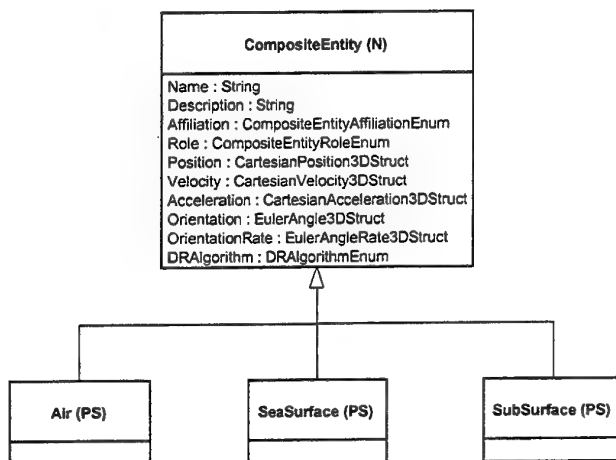 CompositeEntity (N)
Name : String
Description : String
Affiliation : CompositeEntityAffiliationEnum
Role : CompositeEntityRoleEnum
Position : CartesianPosition3DStruct
Velocity : CartesianVelocity3DStruct
Acceleration : CartesianAcceleration3DStruct
Orientation : EulerAngle3DStruct
OrientationRate : EulerAngleRate3DStruct
DRAlgorithm : DRAlgorithmEnum
Air (PS)
SeaSurface (PS)
SubSurface (PS)